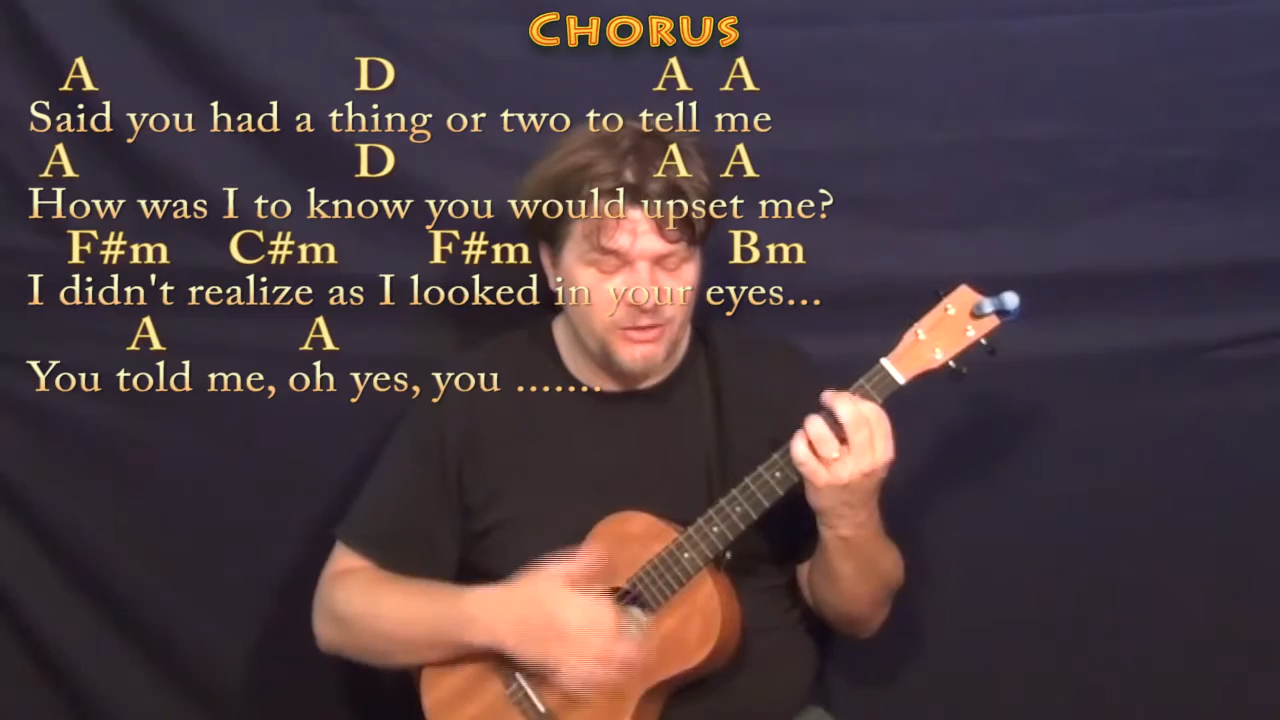 CHORUS
A D A A
Said you had a thing or two to tell me
A D A A
How was I to know you would upset me?
F#m C#m F#m Bm
I didn't realize as I looked in your eyes...
A A
You told me, oh yes, you .......